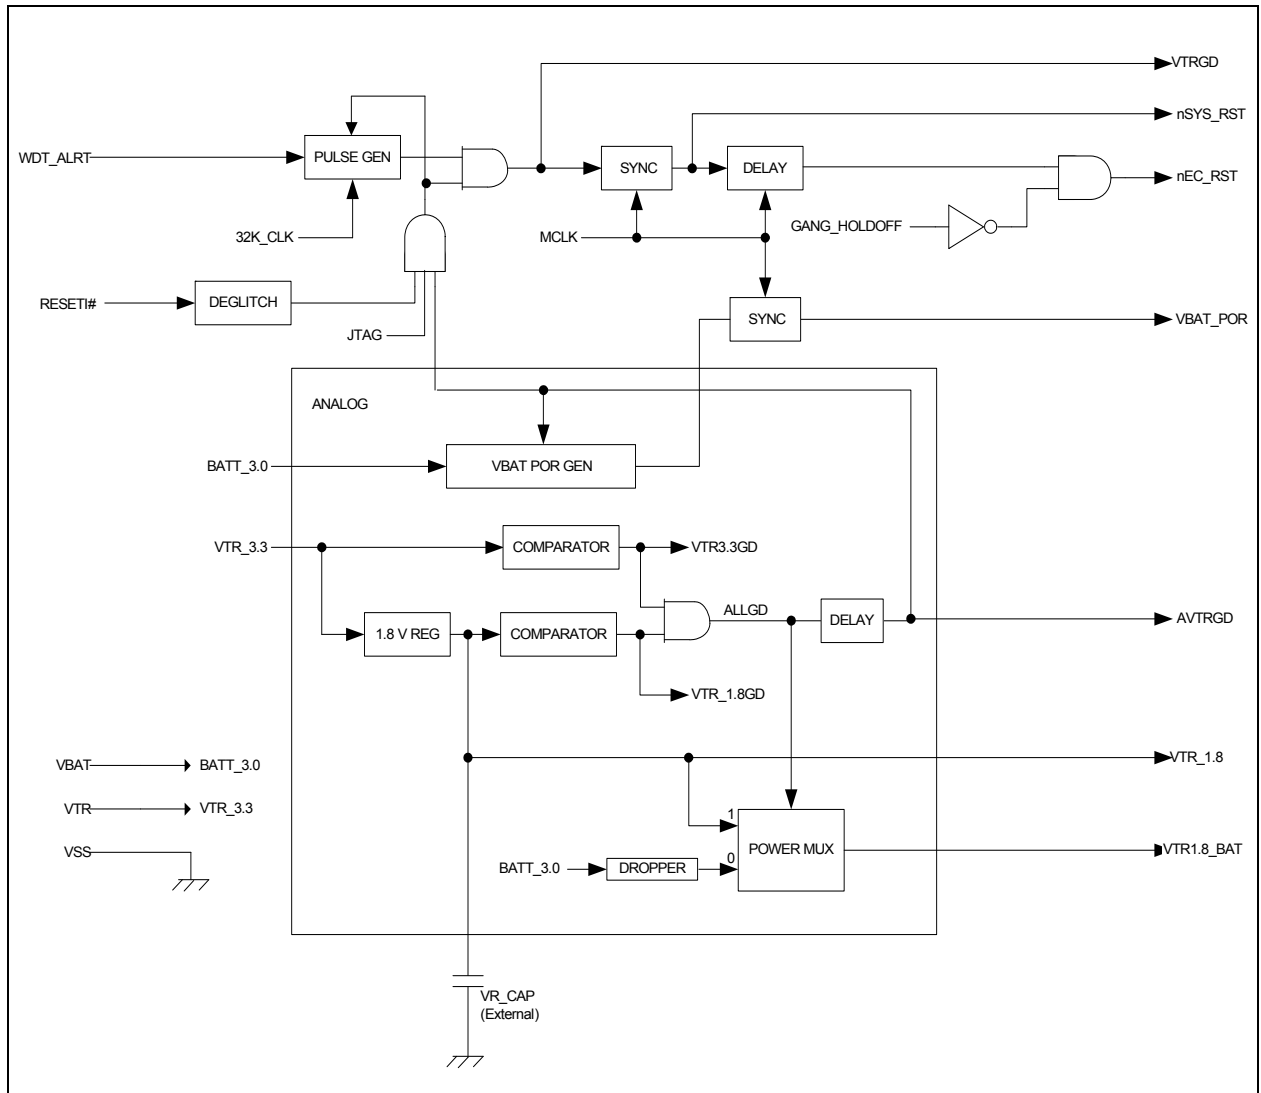 VTRGD
nSYS_RST
WDT_ALRT
PULSE GEN
SYNC
DELAY
nEC_RST
32K_CLK
MCLK
GANG_HOLDOFF
RESETI#
DEGLITCH
JTAG
SYNC
VBAT_POR
ANALOG
BATT_3.0
VBAT POR GEN
VTR_3.3
COMPARATOR
VTR3.3GD
1.8 V REG
COMPARATOR
ALLGD
DELAY
AVTRGD
VTR_1.8GD
VBAT
BATT_3.0
VTR_1.8
VTR
VTR_3.3
1
POWER MUX
VTR1.8_BAT
VSS
BATT_3.0
DROPPER
0
VR_CAP
(External)